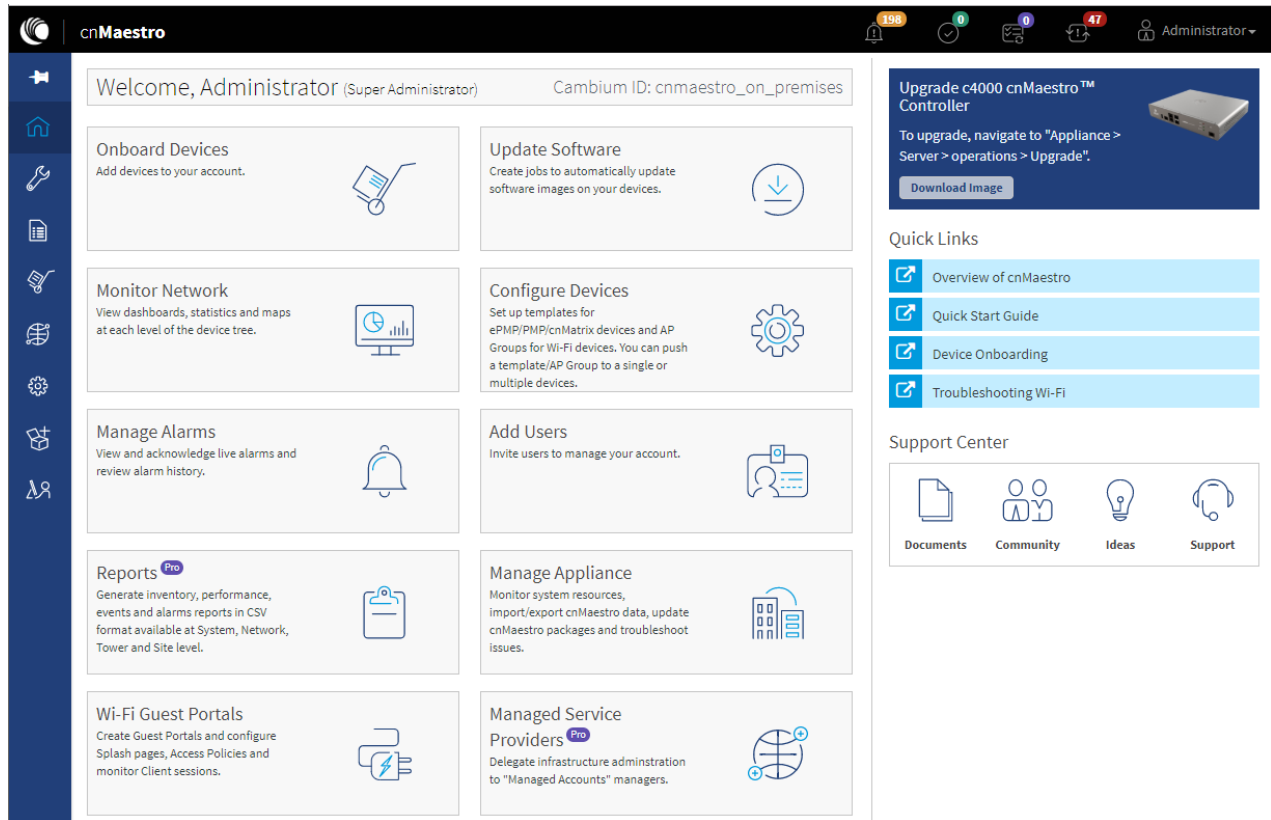 cnMaestro
198
0
0
47
Administrator
Welcome, Administrator (Super Administrator)
Cambium ID: cnmaestro_on_premises
Onboard Devices
Add devices to your account.
Update Software
Create jobs to automatically update
software images on your devices.
Monitor Network
View dashboards, statistics and maps
at each level of the device tree.
Configure Devices
Set up templates for
ePMP/PMP/cnMatrix devices and AP
Groups for Wi-Fi devices. You can push
a template/AP Group to a single or
multiple devices.
Manage Alarms
View and acknowledge live alarms and
review alarm history.
Add Users
Invite users to manage your account.
Reports Pro
Generate inventory, performance,
events and alarms reports in CSV
format available at System, Network,
Tower and Site level.
Manage Appliance
Monitor system resources,
import/export cnMaestro data, update
cnMaestro packages and troubleshoot
issues.
Wi-Fi Guest Portals
Create Guest Portals and configure
Splash pages, Access Policies and
monitor Client sessions.
Managed Service
Providers Pro
Delegate infrastructure adminstration
to "Managed Accounts" managers.
Upgrade c4000 cnMaestro™
Controller
To upgrade, navigate to "Appliance >
Server > operations > Upgrade".
Download Image
Quick Links
Overview of cnMaestro
Quick Start Guide
Device Onboarding
Troubleshooting Wi-Fi
Support Center
Documents
Community
Ideas
Support